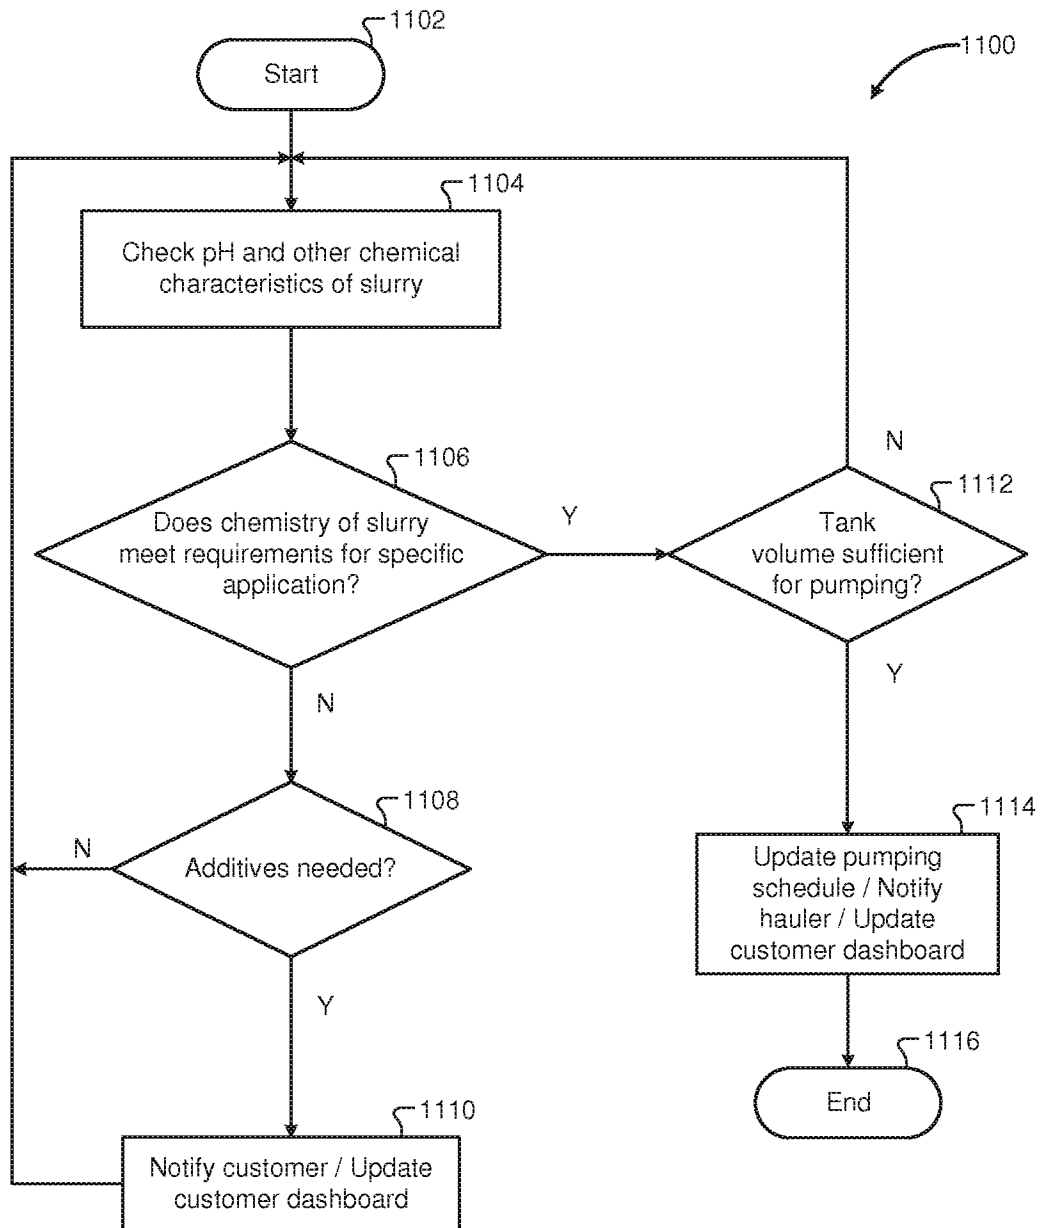 1102
Start
1100
1104
Check pH and other chemical
characteristics of slurry
1106
Does chemistry of slurry
meet requirements for specific
application?
Y
N
1112
Tank
volume sufficient
for pumping?
N
Y
1108
Additives needed?
N
Y
1114
Update pumping
schedule / Notify
hauler / Update
customer dashboard
1116
End
1110
Notify customer / Update
customer dashboard